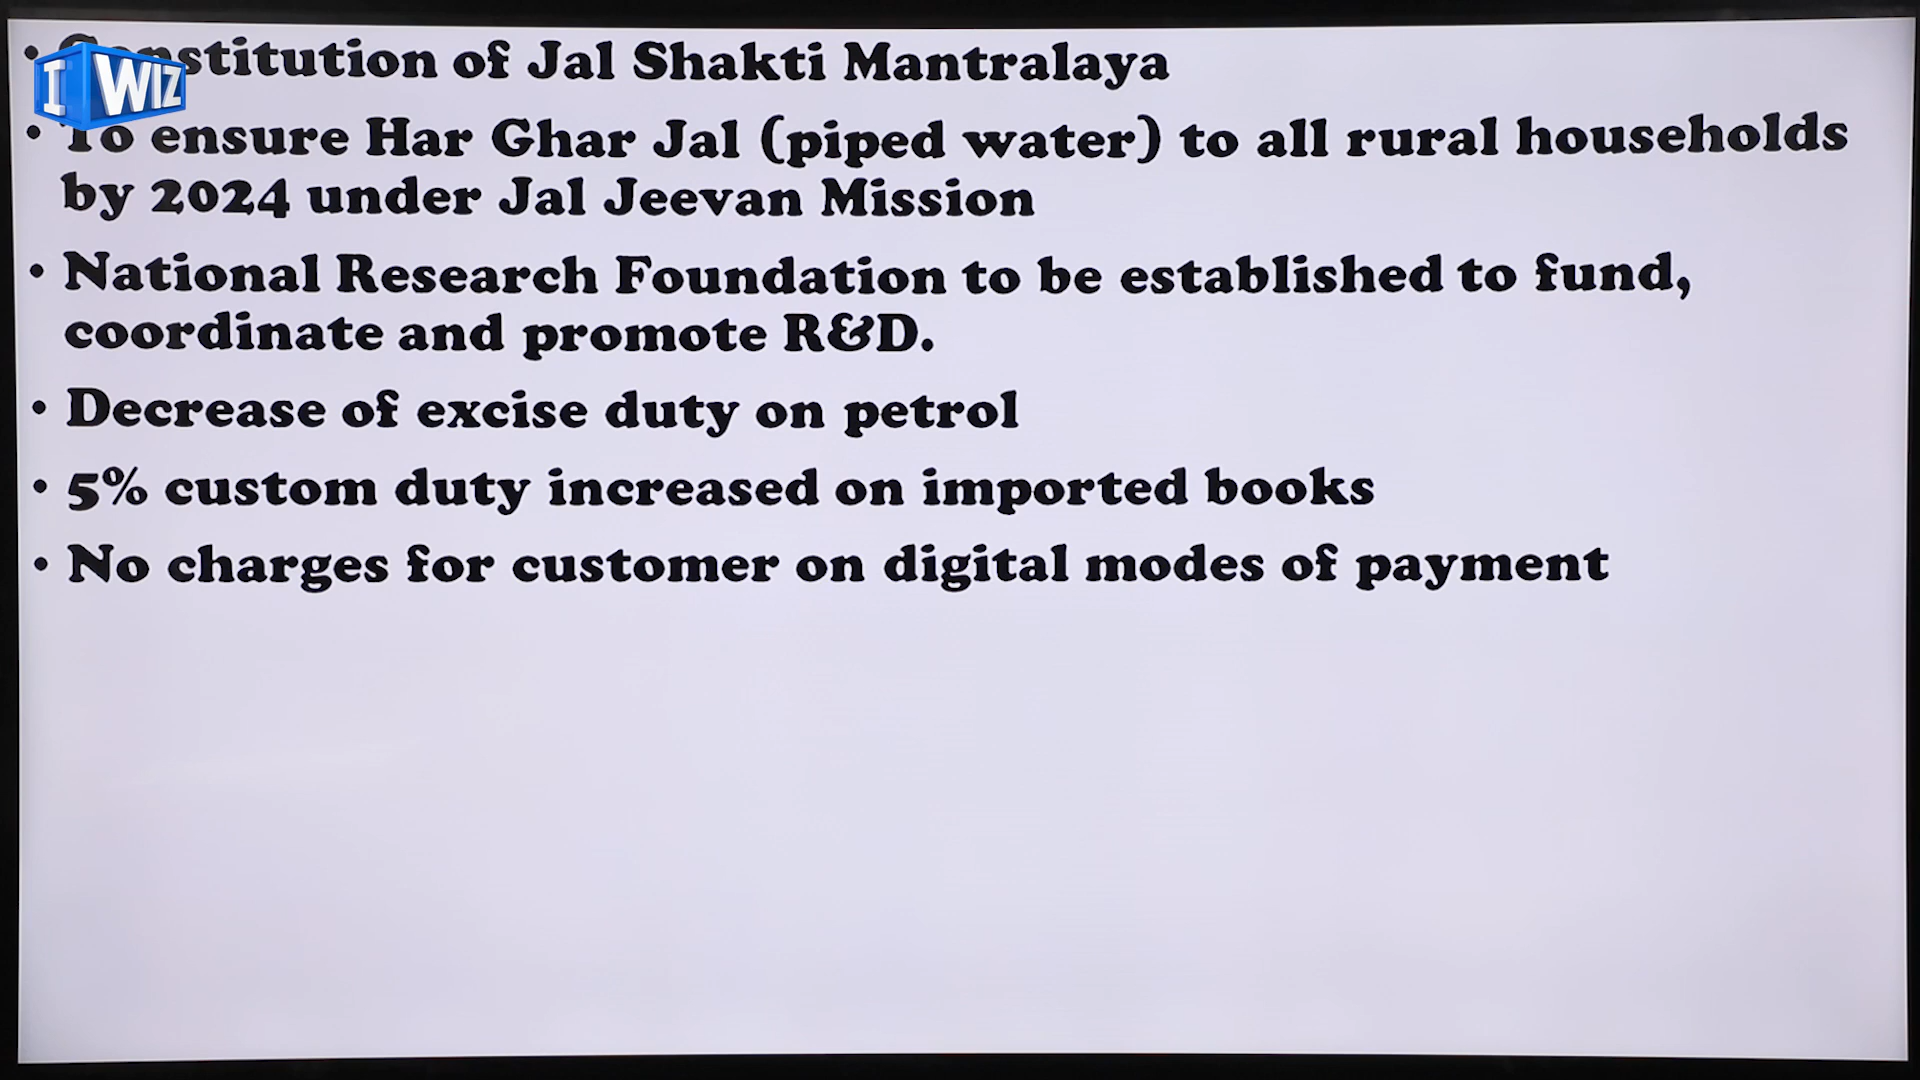 • Constitution of Jal Shakti Mantralaya
I WIZ
• To ensure Har Ghar Jal (piped water) to all rural households
by 2024 under Jal Jeevan Mission
• National Research Foundation to be established to fund,
coordinate and promote R&D.
• Decrease of excise duty on petrol
• 5% custom duty increased on imported books
• No charges for customer on digital modes of payment